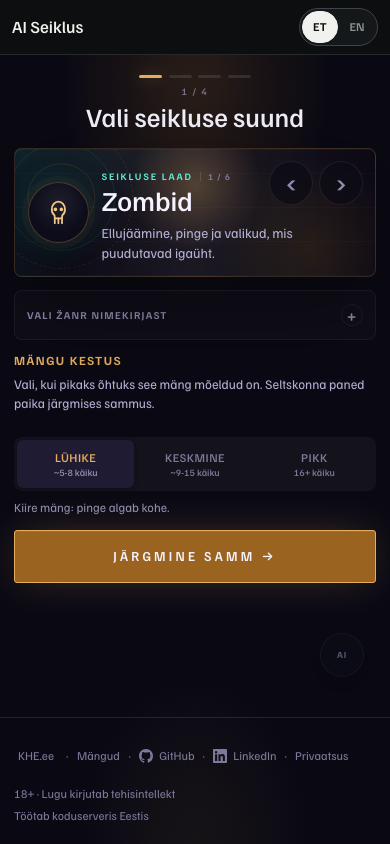 AI Seiklus
ET EN
1 / 4
Vali seikluse suund
SEIKLUSE LAAD | 1 / 6
Zombid
Ellujäämine, pinge ja valikud, mis
puudutavad igaüht.
VALI ŽANR NIMEKIRJAST +
MÄNGU KESTUS
Vali, kui pikaks õhtuks see mäng mõeldud on. Seltskonna paned
paika järgmises sammus.
LÜHIKE KESKMINE PIKK
~5-8 käiku ~9-15 käiku 16+ käiku
Kiire mäng: pinge algab kohe.
JÄRGMINE SAMM →
AI
KHE.ee · Mängud · GitHub · LinkedIn · Privaatsus
18+ · Lugu kirjutab tehisintellekt
Töötab koduserveris Eestis